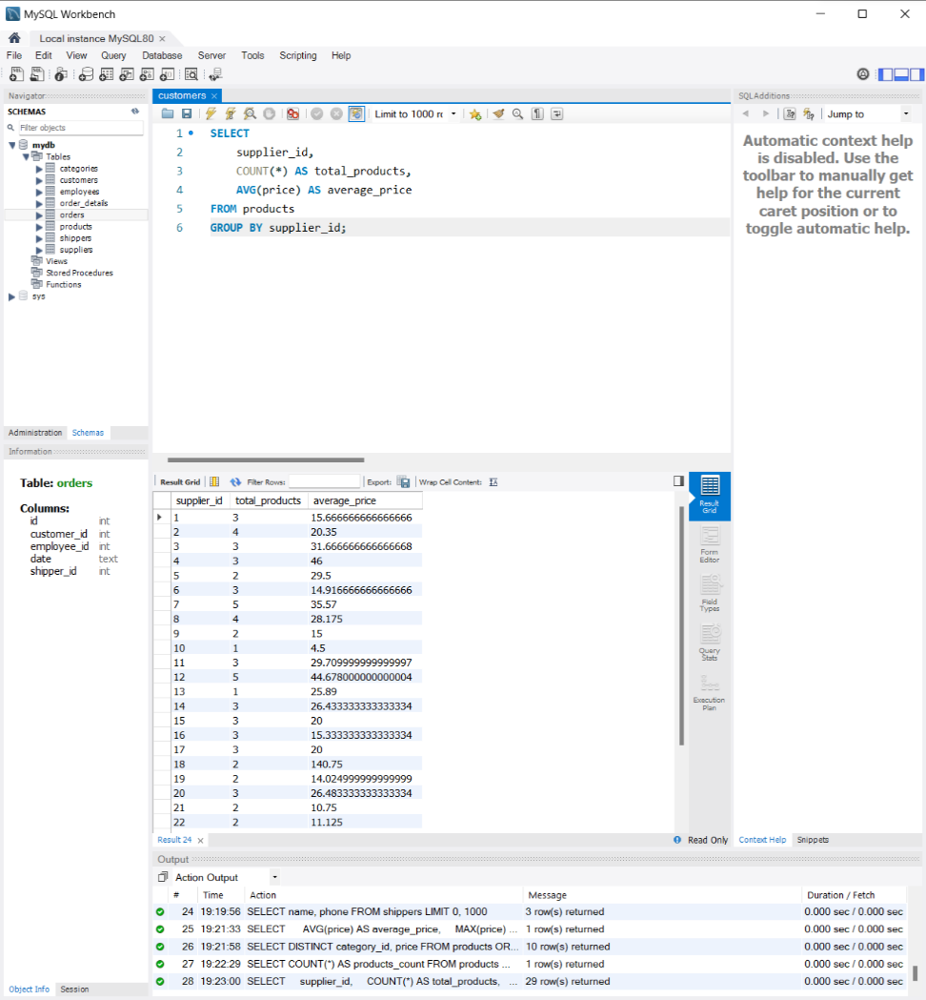 MySQL Workbench
Local instance MySQL80 ×
File Edit View Query Database Server Tools Scripting Help
Navigator
SCHEMAS
Filter objects
mydb
Tables
categories
customers
employees
order_details
orders
products
shippers
suppliers
Views
Stored Procedures
Functions
sys
Administration Schemas
Information
Table: orders
Columns:
id int
customer_id int
employee_id int
date text
shipper_id int
Object Info Session
customers ×
Limit to 1000 r
1 SELECT
2 supplier_id,
3 COUNT(*) AS total_products,
4 AVG(price) AS average_price
5 FROM products
6 GROUP BY supplier_id;
Result Grid Filter Rows: Export: Wrap Cell Content:
supplier_id total_products average_price
1 3 15.666666666666666
2 4 20.35
3 3 31.666666666666668
4 3 46
5 2 29.5
6 3 14.916666666666666
7 5 35.57
8 4 28.175
9 2 15
10 1 4.5
11 3 29.709999999999997
12 5 44.678000000000004
13 1 25.89
14 3 26.433333333333334
15 3 20
16 3 15.333333333333334
17 3 20
18 2 140.75
19 2 14.024999999999999
20 3 26.483333333333334
21 2 10.75
22 2 11.125
Result Grid
Form Editor
Field Types
Query Stats
Execution Plan
Result 24 × Read Only
SQLAdditions
Jump to
Automatic context help
is disabled. Use the
toolbar to manually get
help for the current
caret position or to
toggle automatic help.
Context Help Snippets
Output
Action Output
# Time Action Message Duration / Fetch
24 19:19:56 SELECT name, phone FROM shippers LIMIT 0, 1000 3 row(s) returned 0.000 sec / 0.000 sec
25 19:21:33 SELECT AVG(price) AS average_price, MAX(price) ... 1 row(s) returned 0.000 sec / 0.000 sec
26 19:21:58 SELECT DISTINCT category_id, price FROM products OR... 10 row(s) returned 0.000 sec / 0.000 sec
27 19:22:29 SELECT COUNT(*) AS products_count FROM products ... 1 row(s) returned 0.000 sec / 0.000 sec
28 19:23:00 SELECT supplier_id, COUNT(*) AS total_products, ... 29 row(s) returned 0.000 sec / 0.000 sec